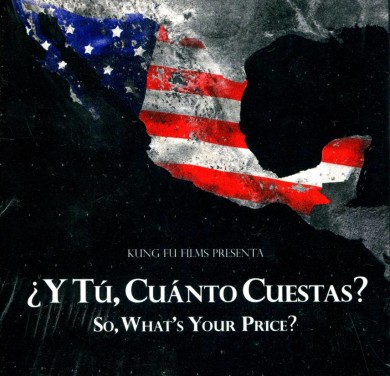 KUNG FU FILMS PRESENTA
¿Y TÚ, CUÁNTO CUESTAS?
SO, WHAT'S YOUR PRICE?